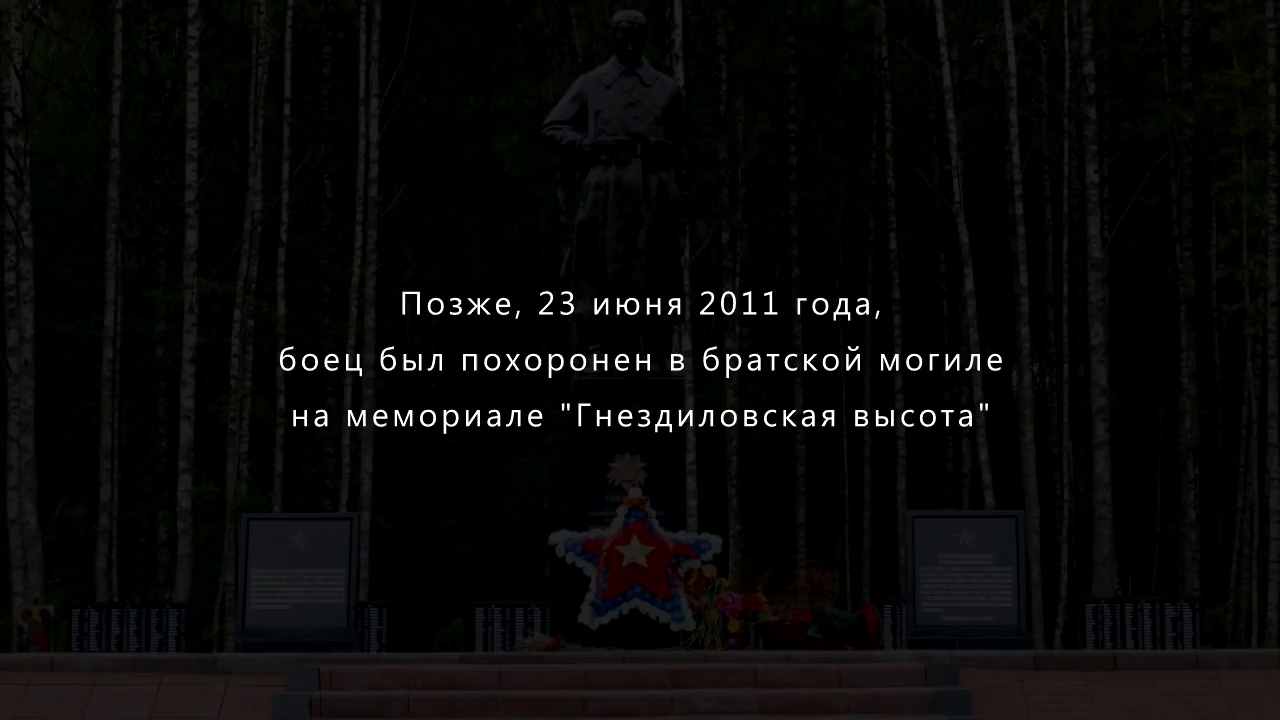 Позже, 23 июня 2011 года,
боец был похоронен в братской могиле
на мемориале "Гнездиловская высота"